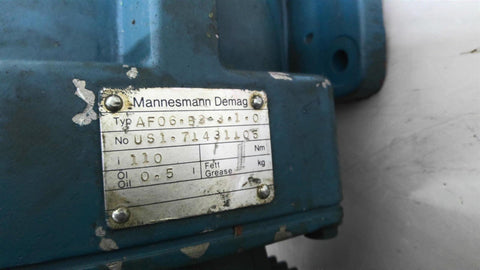 Mannesmann Demag
Typ AF06-B3-3-1-0
No US1-71431105
i 110 Nm
Öl Oil 0.5 l Fett Grease kg